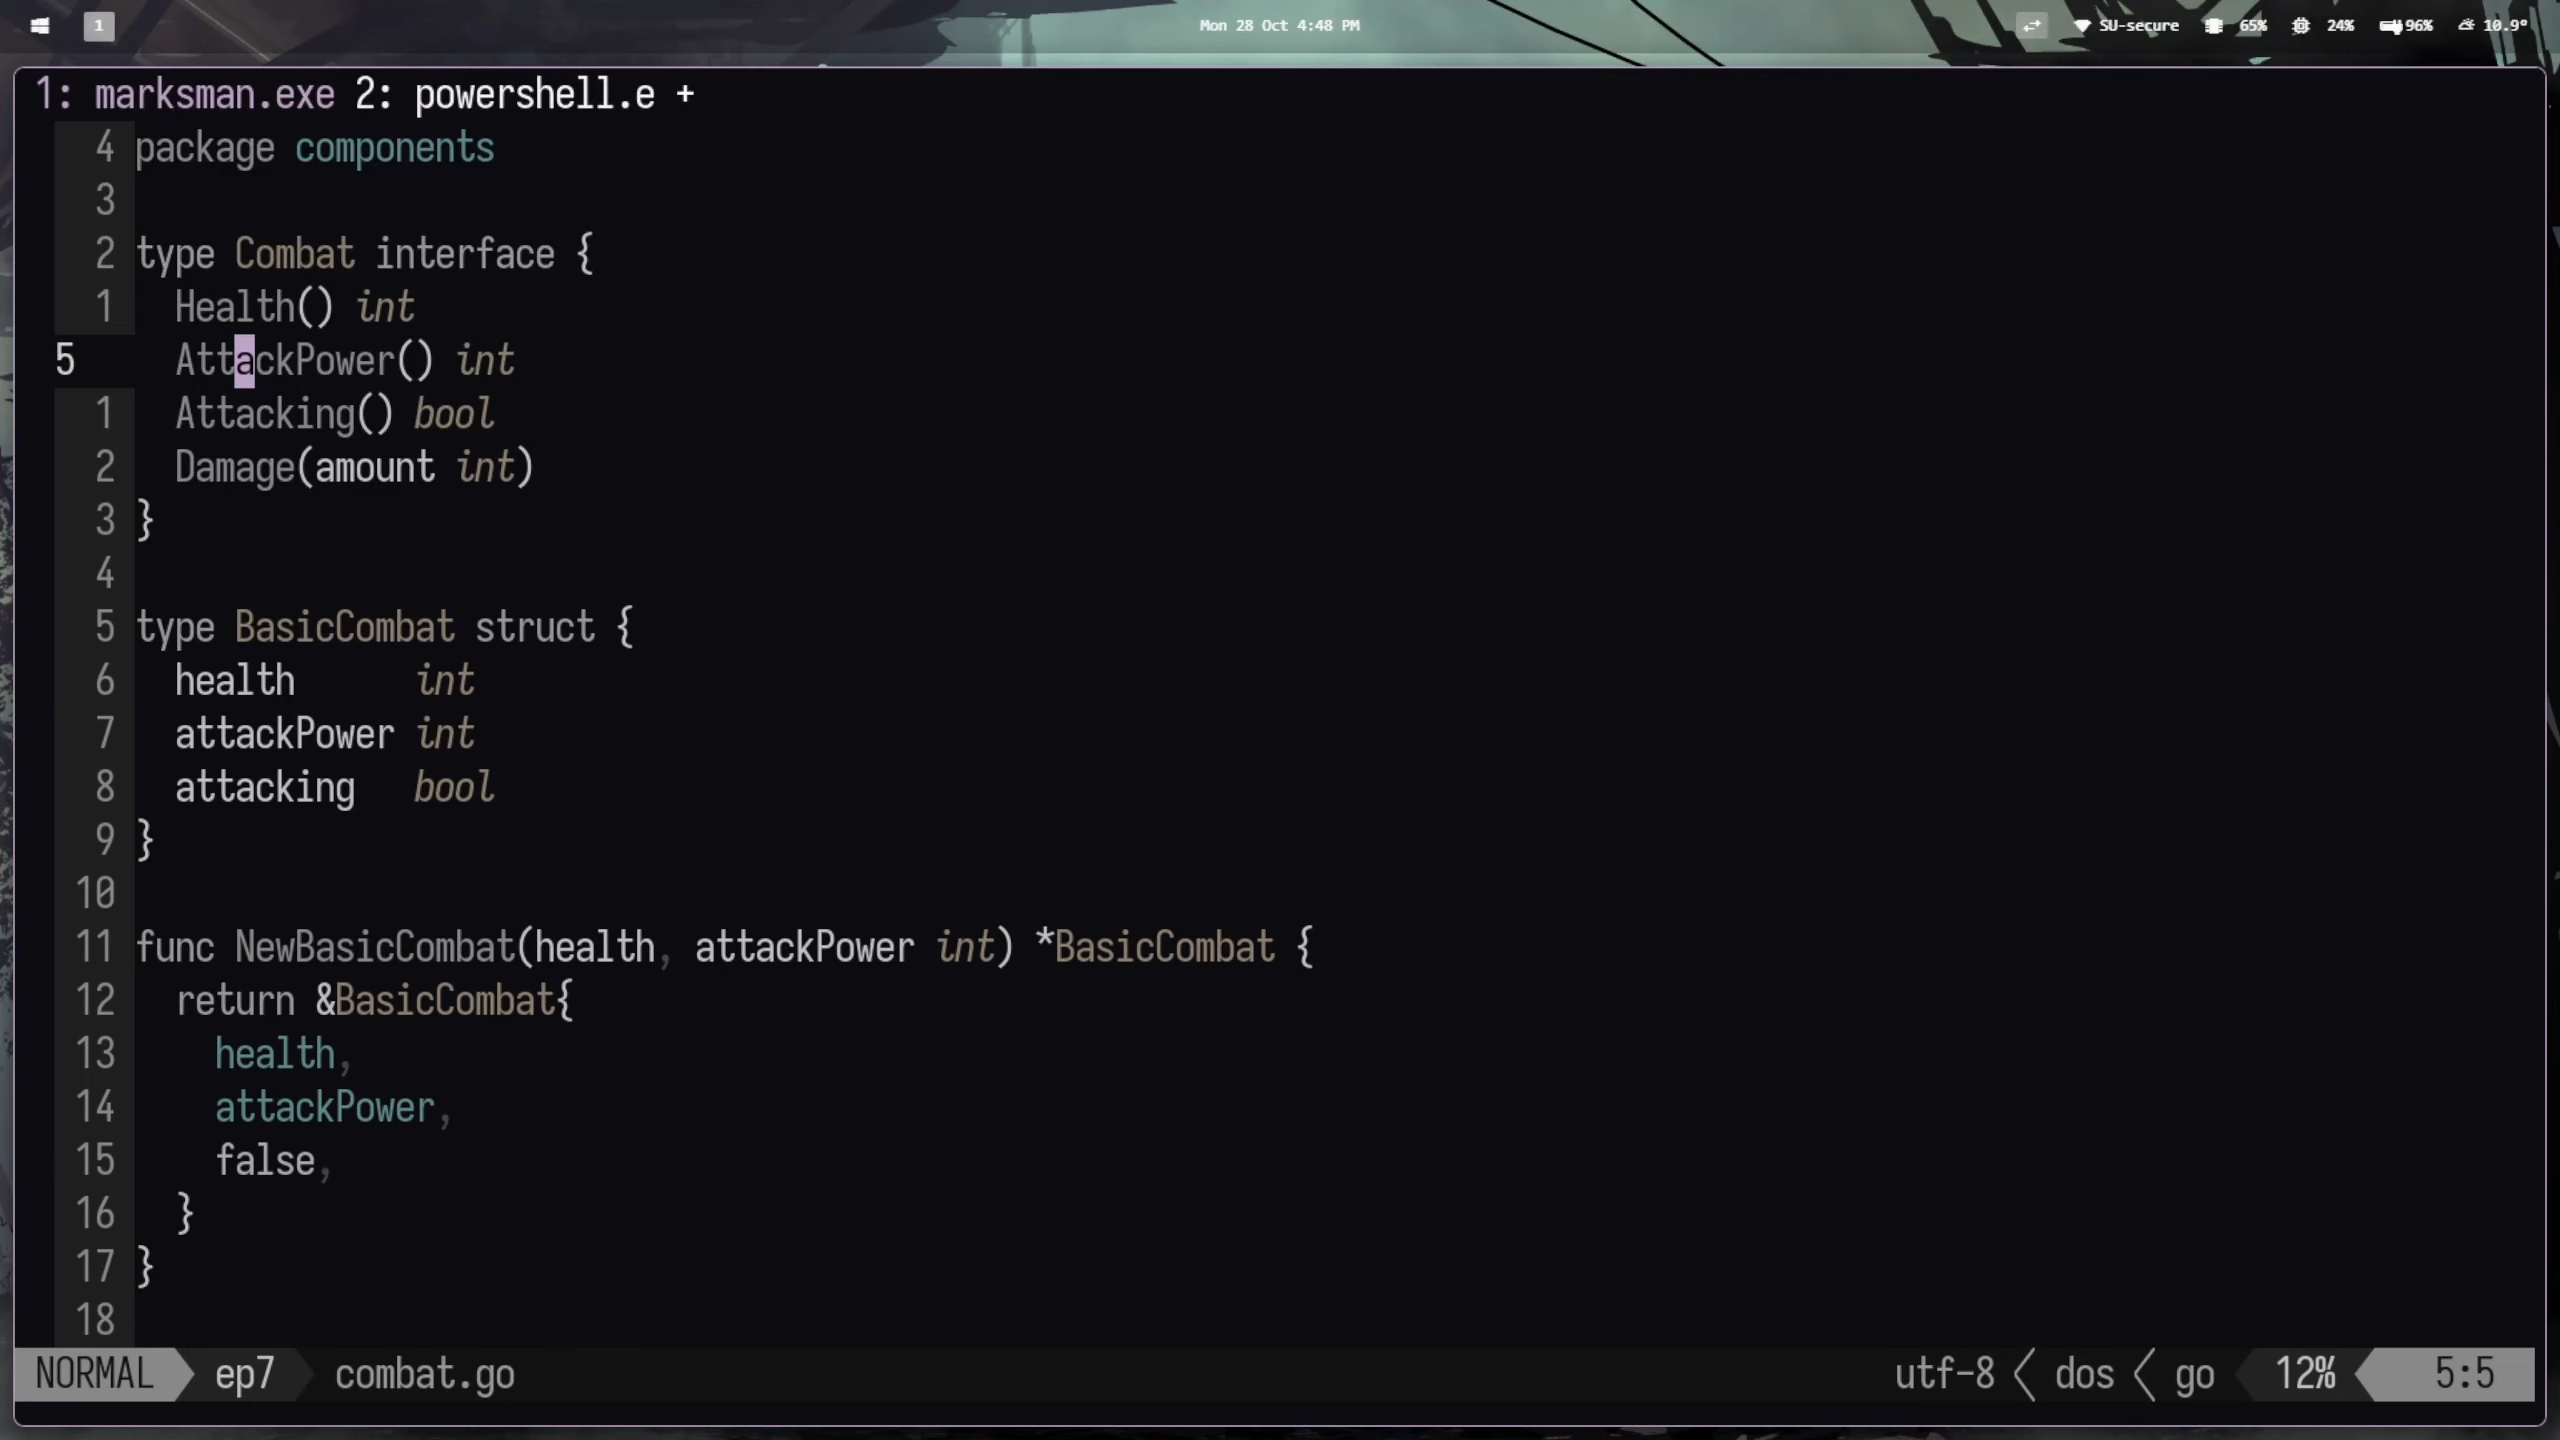 1 Mon 28 Oct 4:48 PM SU-secure 65% 24% 96% 10.9°
1: marksman.exe 2: powershell.e +
4 package components
3
2 type Combat interface {
1 Health() int
5 AttackPower() int
1 Attacking() bool
2 Damage(amount int)
3 }
4
5 type BasicCombat struct {
6 health int
7 attackPower int
8 attacking bool
9 }
10
11 func NewBasicCombat(health, attackPower int) *BasicCombat {
12 return &BasicCombat{
13 health,
14 attackPower,
15 false,
16 }
17 }
18
NORMAL ep7 combat.go utf-8 dos go 12% 5:5